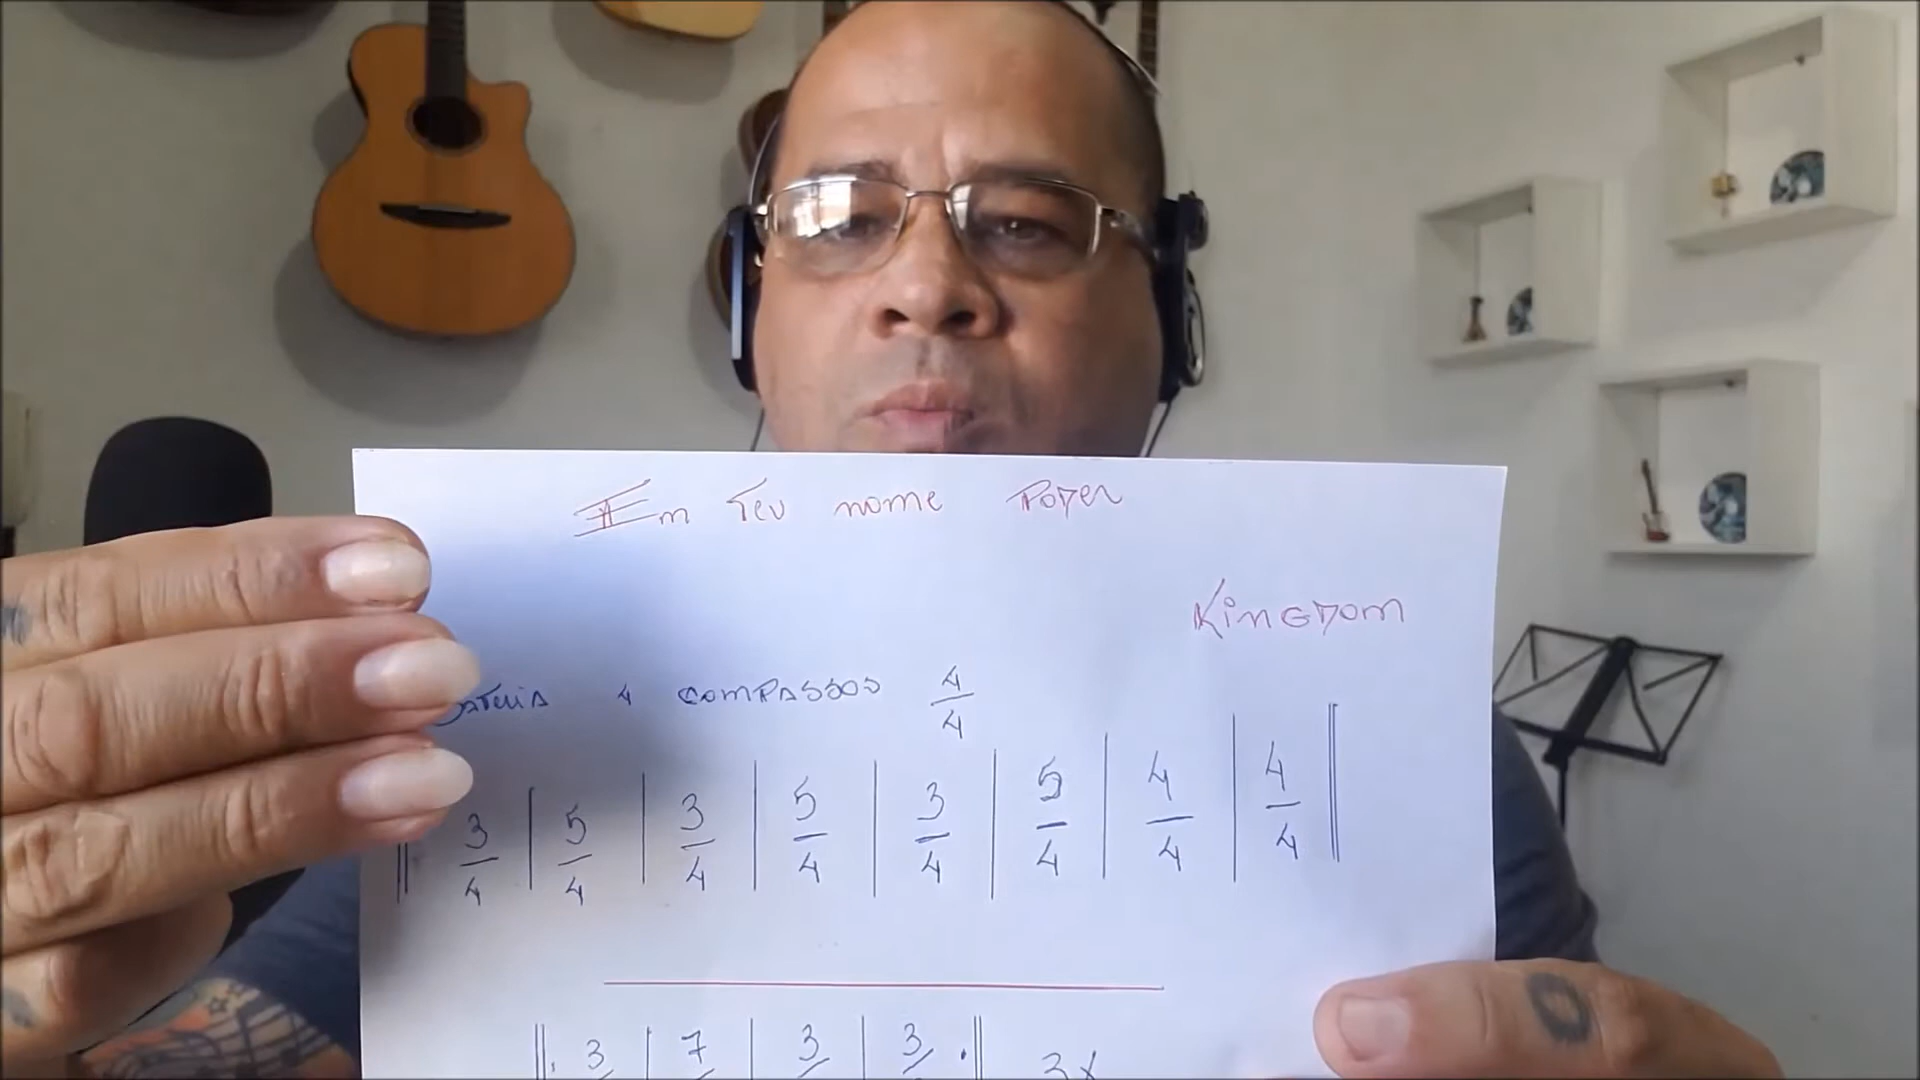 Em Teu nome Poder
Kingdom
Bateria 4 compassos 4/4
3/4 | 5/4 | 3/4 | 5/4 | 3/4 | 5/4 | 4/4 | 4/4
3 | 7 | 3 | 3